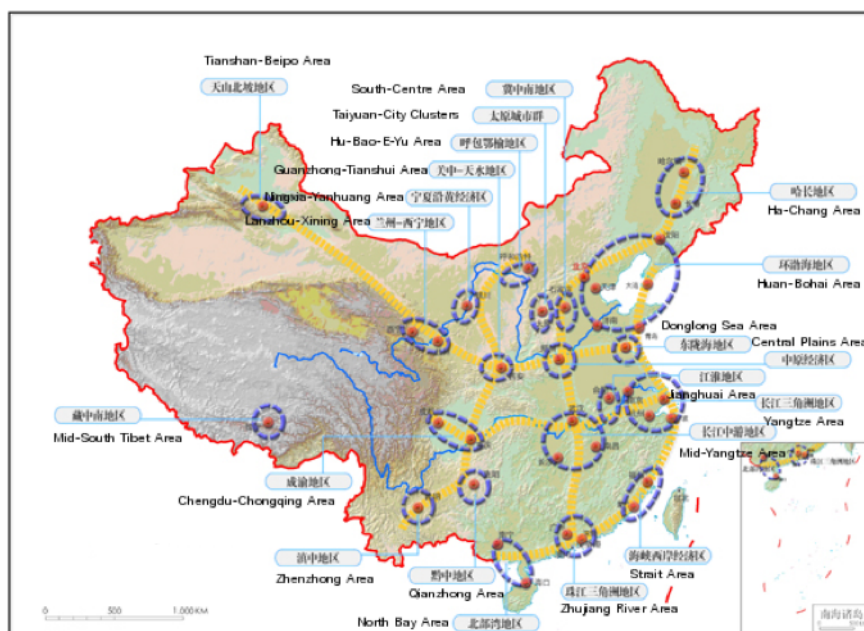 Tianshan-Beipo Area
天山北坡地区
South-Centre Area
冀中南地区
Taiyuan-City Clusters
太原城市群
Hu-Bao-E-Yu Area
呼包鄂榆地区
Guanzhong-Tianshui Area
关中-天水地区
Ningxia-Yanhuang Area
宁夏沿黄经济区
Lanzhou-Xining Area
兰州-西宁地区
哈长地区
Ha-Chang Area
环渤海地区
Huan-Bohai Area
Donglong Sea Area
东陇海地区
Central Plains Area
中原经济区
江淮地区
Jianghuai Area
长江三角洲地区
Yangtze Area
长江中游地区
Mid-Yangtze Area
藏中南地区
Mid-South Tibet Area
成渝地区
Chengdu-Chongqing Area
滇中地区
Zhenzhong Area
黔中地区
Qianzhong Area
North Bay Area
北部湾地区
珠江三角洲地区
Zhujiang River Area
海峡西岸经济区
Strait Area
南海诸岛
0 500 1,000 KM